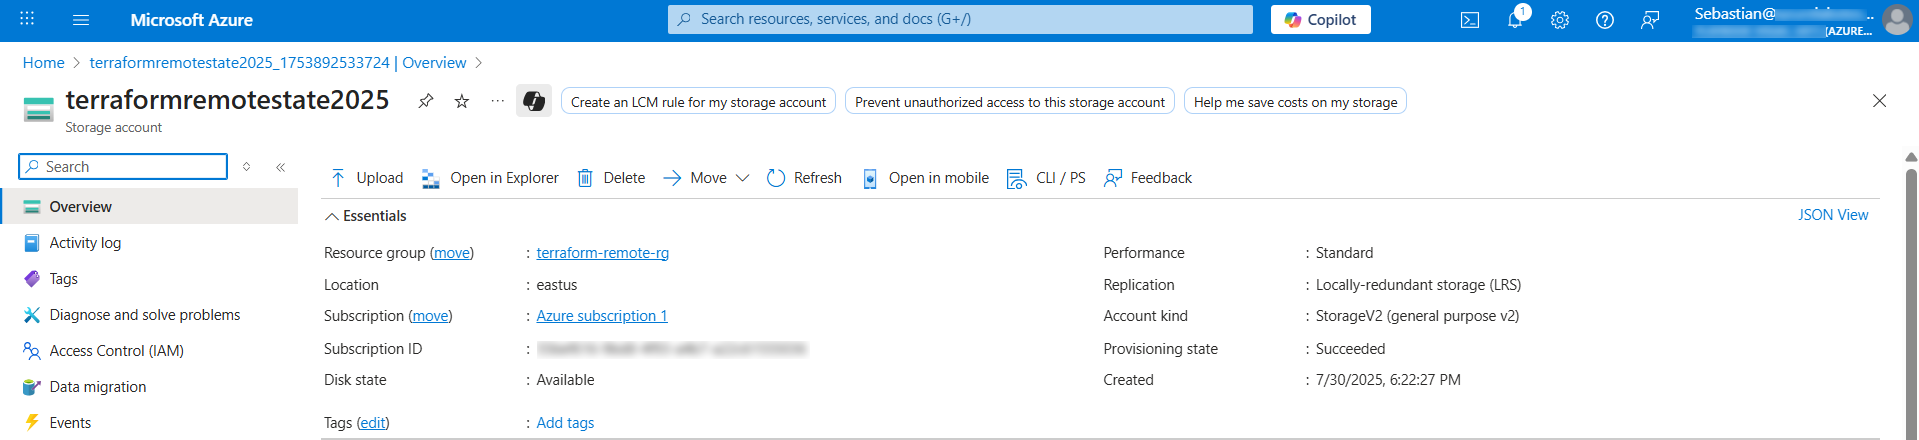 Microsoft Azure
Search resources, services, and docs (G+/)
Copilot
1
Sebastian@ ...
(AZURE...
Home > terraformremotestate2025_1753892533724 | Overview >
terraformremotestate2025
Storage account
Create an LCM rule for my storage account
Prevent unauthorized access to this storage account
Help me save costs on my storage
Search
Upload Open in Explorer Delete Move Refresh Open in mobile CLI / PS Feedback
Overview
Activity log
Tags
Diagnose and solve problems
Access Control (IAM)
Data migration
Events
Essentials
JSON View
Resource group (move) : terraform-remote-rg
Location : eastus
Subscription (move) : Azure subscription 1
Subscription ID :
Disk state : Available
Tags (edit) : Add tags
Performance : Standard
Replication : Locally-redundant storage (LRS)
Account kind : StorageV2 (general purpose v2)
Provisioning state : Succeeded
Created : 7/30/2025, 6:22:27 PM